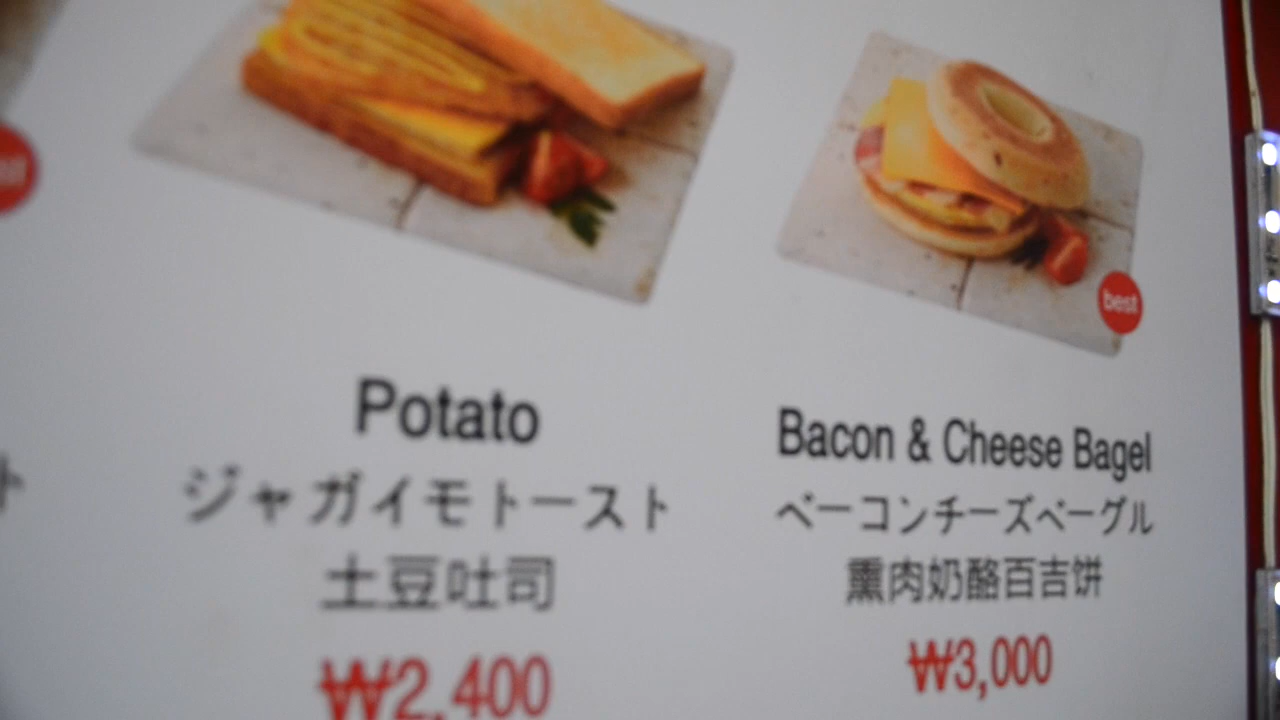 best
Potato
ジャガイモトースト
土豆吐司
₩2,400
Bacon & Cheese Bagel
ベーコンチーズベーグル
熏肉奶酪百吉饼
₩3,000